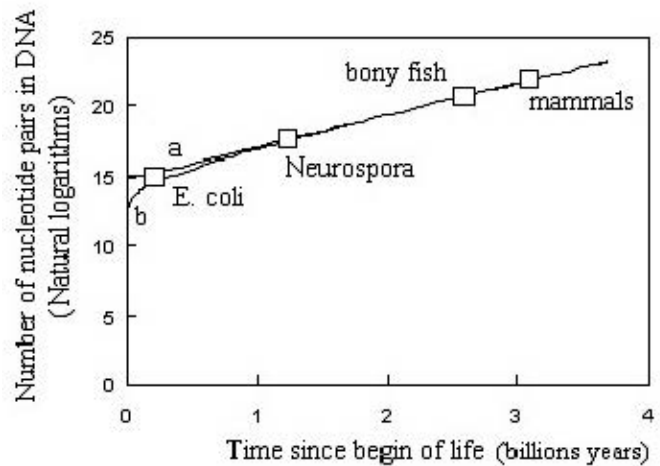 Number of nucleotide pairs in DNA
(Natural logarithms)
25
20
15
10
5
0
bony fish
mammals
a
Neurospora
E. coli
b
0 1 2 3 4
Time since begin of life (billions years)